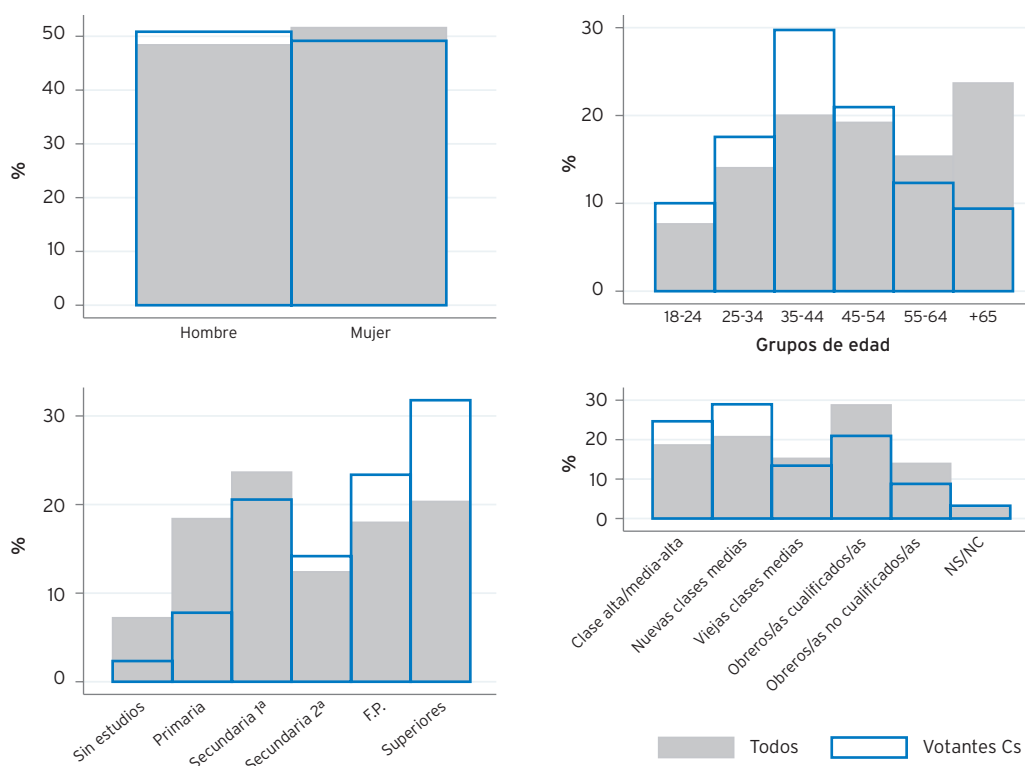 50
40
30
20
10
0
%
Hombre
Mujer
30
20
10
0
%
18-24
25-34
35-44
45-54
55-64
+65
Grupos de edad
30
20
10
0
%
Sin estudios
Primaria
Secundaria 1ª
Secundaria 2ª
F.P.
Superiores
30
20
10
0
%
Clase alta/media-alta
Nuevas clases medias
Viejas clases medias
Obreros/as cualificados/as
Obreros/as no cualificados/as
NS/NC
Todos
Votantes Cs